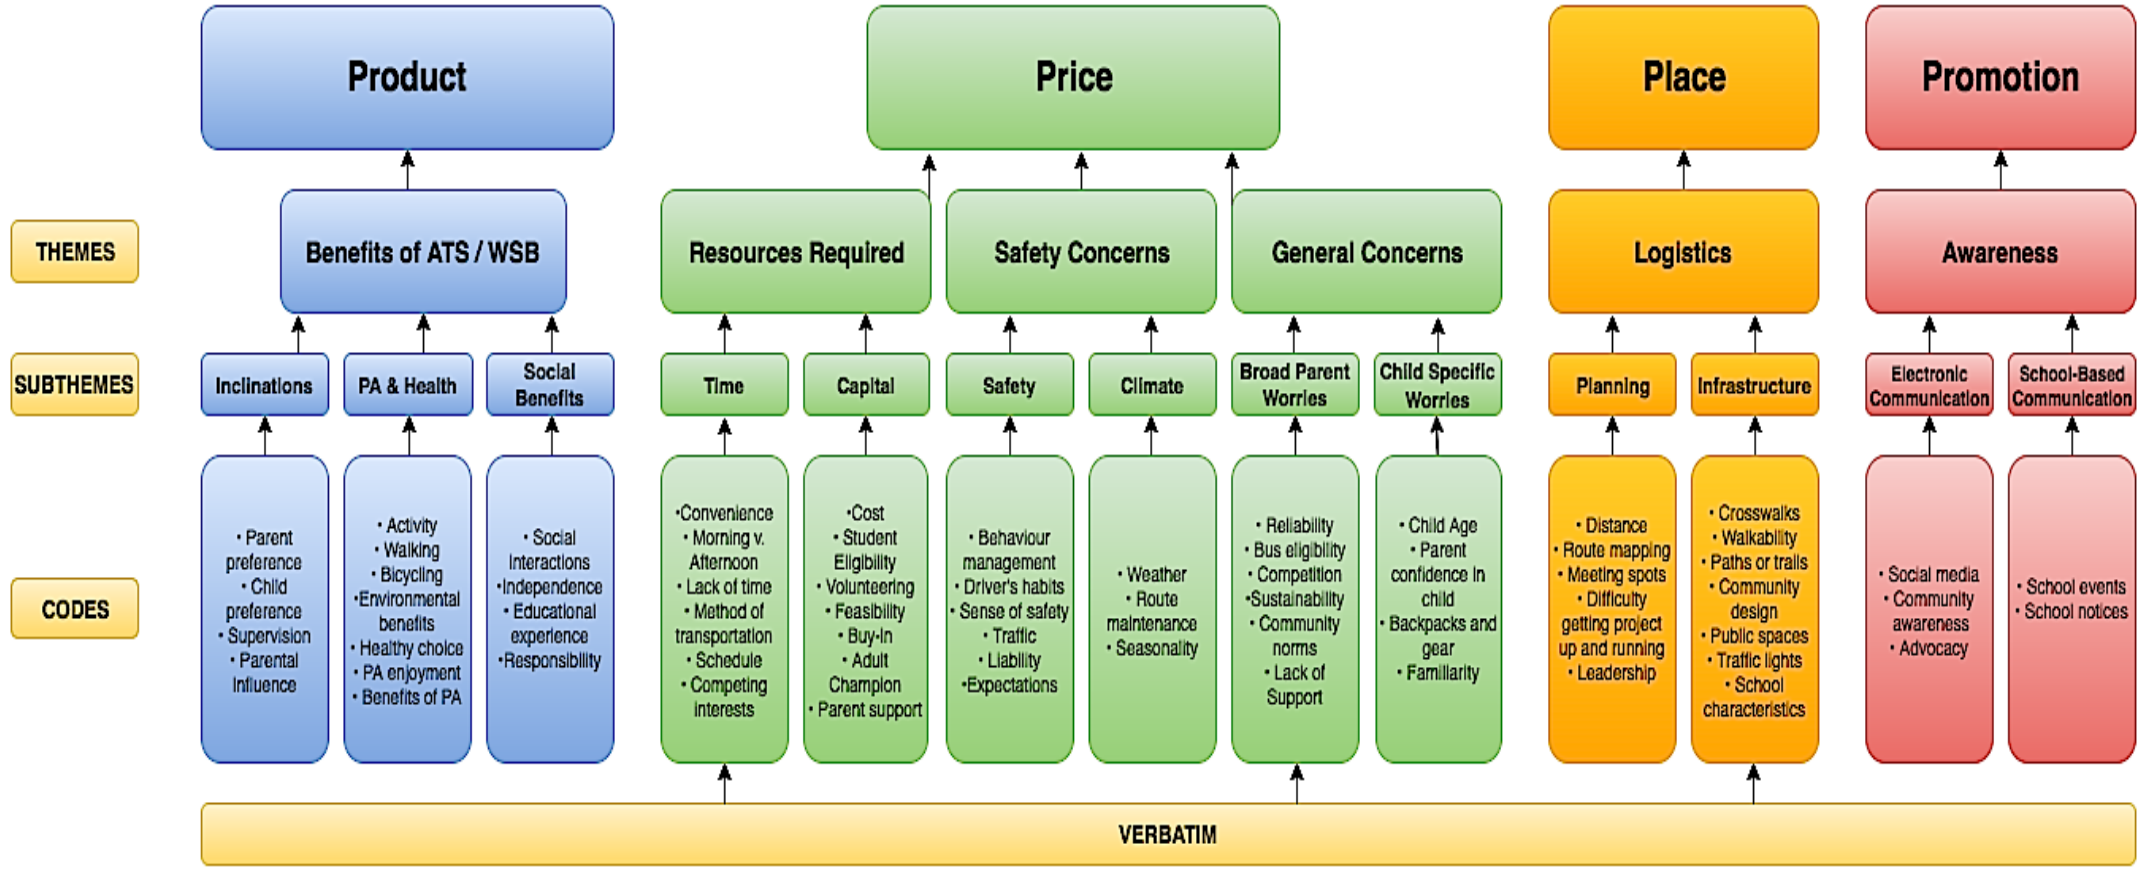 Product
Price
Place
Promotion
THEMES
Benefits of ATS / WSB
Resources Required
Safety Concerns
General Concerns
Logistics
Awareness
SUBTHEMES
Inclinations
PA & Health
Social
Benefits
Time
Capital
Safety
Climate
Broad Parent
Worries
Child Specific
Worries
Planning
Infrastructure
Electronic
Communication
School-Based
Communication
CODES
• Parent
preference
• Child
preference
• Supervision
• Parental
Influence
• Activity
• Walking
• Bicycling
•Environmental
benefits
• Healthy choice
• PA enjoyment
• Benefits of PA
• Social
Interactions
•Independence
• Educational
experience
•Responsibility
•Convenience
• Morning v.
Afternoon
• Lack of time
• Method of
transportation
• Schedule
• Competing
interests
•Cost
• Student
Eligibility
• Volunteering
• Feasibility
• Buy-in
• Adult
Champion
• Parent support
• Behaviour
management
• Driver's habits
• Sense of safety
• Traffic
• Liability
•Expectations
• Weather
• Route
maintenance
• Seasonality
• Reliability
• Bus eligibility
• Competition
•Sustainability
• Community
norms
• Lack of
Support
• Child Age
• Parent
confidence in
child
• Backpacks and
gear
• Familiarity
• Distance
• Route mapping
• Meeting spots
• Difficulty
getting project
up and running
• Leadership
• Crosswalks
• Walkability
• Paths or trails
• Community
design
• Public spaces
• Traffic lights
• School
characteristics
• Social media
• Community
awareness
• Advocacy
• School events
• School notices
VERBATIM